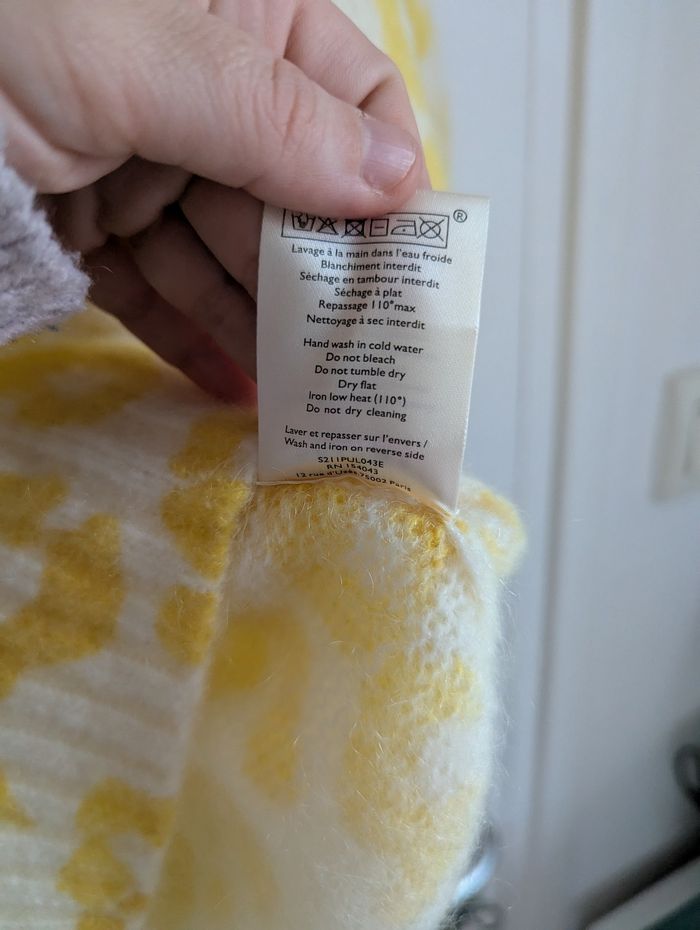 ®
Lavage à la main dans l'eau froide
Blanchiment interdit
Séchage en tambour interdit
Séchage à plat
Repassage 110°max
Nettoyage à sec interdit
Hand wash in cold water
Do not bleach
Do not tumble dry
Dry flat
Iron low heat (110°)
Do not dry cleaning
Laver et repasser sur l'envers /
Wash and iron on reverse side
S211PUL043E
RN 154043
12 rue d'Uzès 75002 Paris